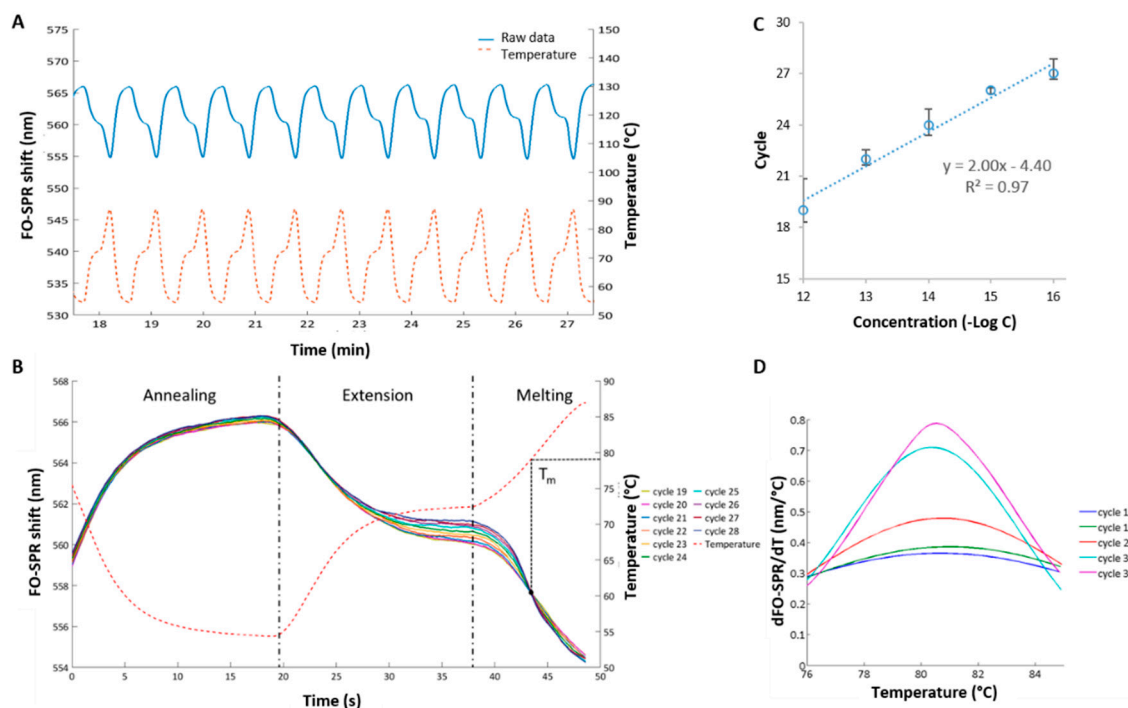 A
Raw data
Temperature
FO-SPR shift (nm)
570
565
560
555
550
545
540
535
530
150
140
130
120
110
100
90
80
70
60
50
Temperature (°C)
18 19 20 21 22 23 24 25 26 27
Time (min)
C
Cycle
30
27
24
21
18
15
y = 2.00x - 4.40
R² = 0.97
12 13 14 15 16
Concentration (-Log C)
B
Annealing Extension Melting
Tm
FO-SPR shift (nm)
568
566
564
562
560
558
556
554
90
85
80
75
70
65
60
55
50
Temperature (°C)
0 5 10 15 20 25 30 35 40 45 50
Time (s)
cycle 19 cycle 25
cycle 20 cycle 26
cycle 21 cycle 27
cycle 22 cycle 28
cycle 23 Temperature
cycle 24
D
dFO-SPR/dT (nm/°C)
0.8
0.7
0.6
0.5
0.4
0.3
0.2
0.1
0
76 78 80 82 84
Temperature (°C)
cycle 1
cycle 1
cycle 2
cycle 3
cycle 3